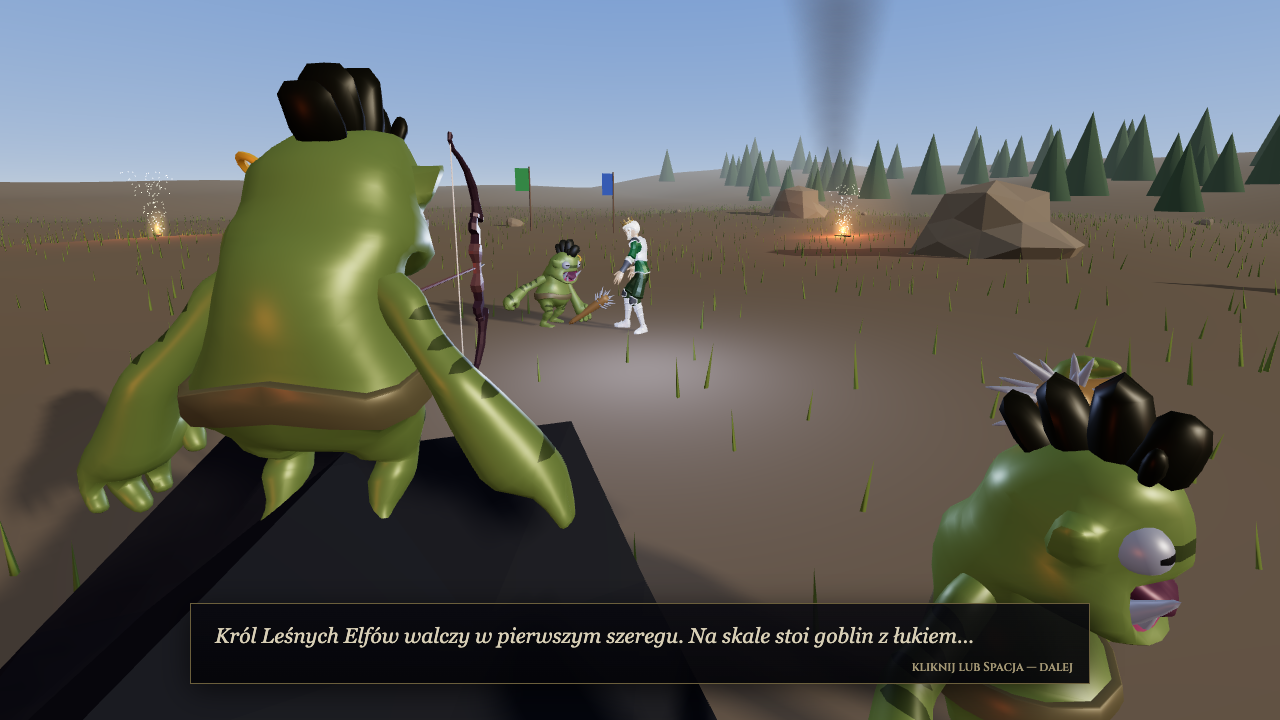 Król Leśnych Elfów walczy w pierwszym szeregu. Na skale stoi goblin z łukiem...
KLIKNIJ LUB SPACJA — DALEJ